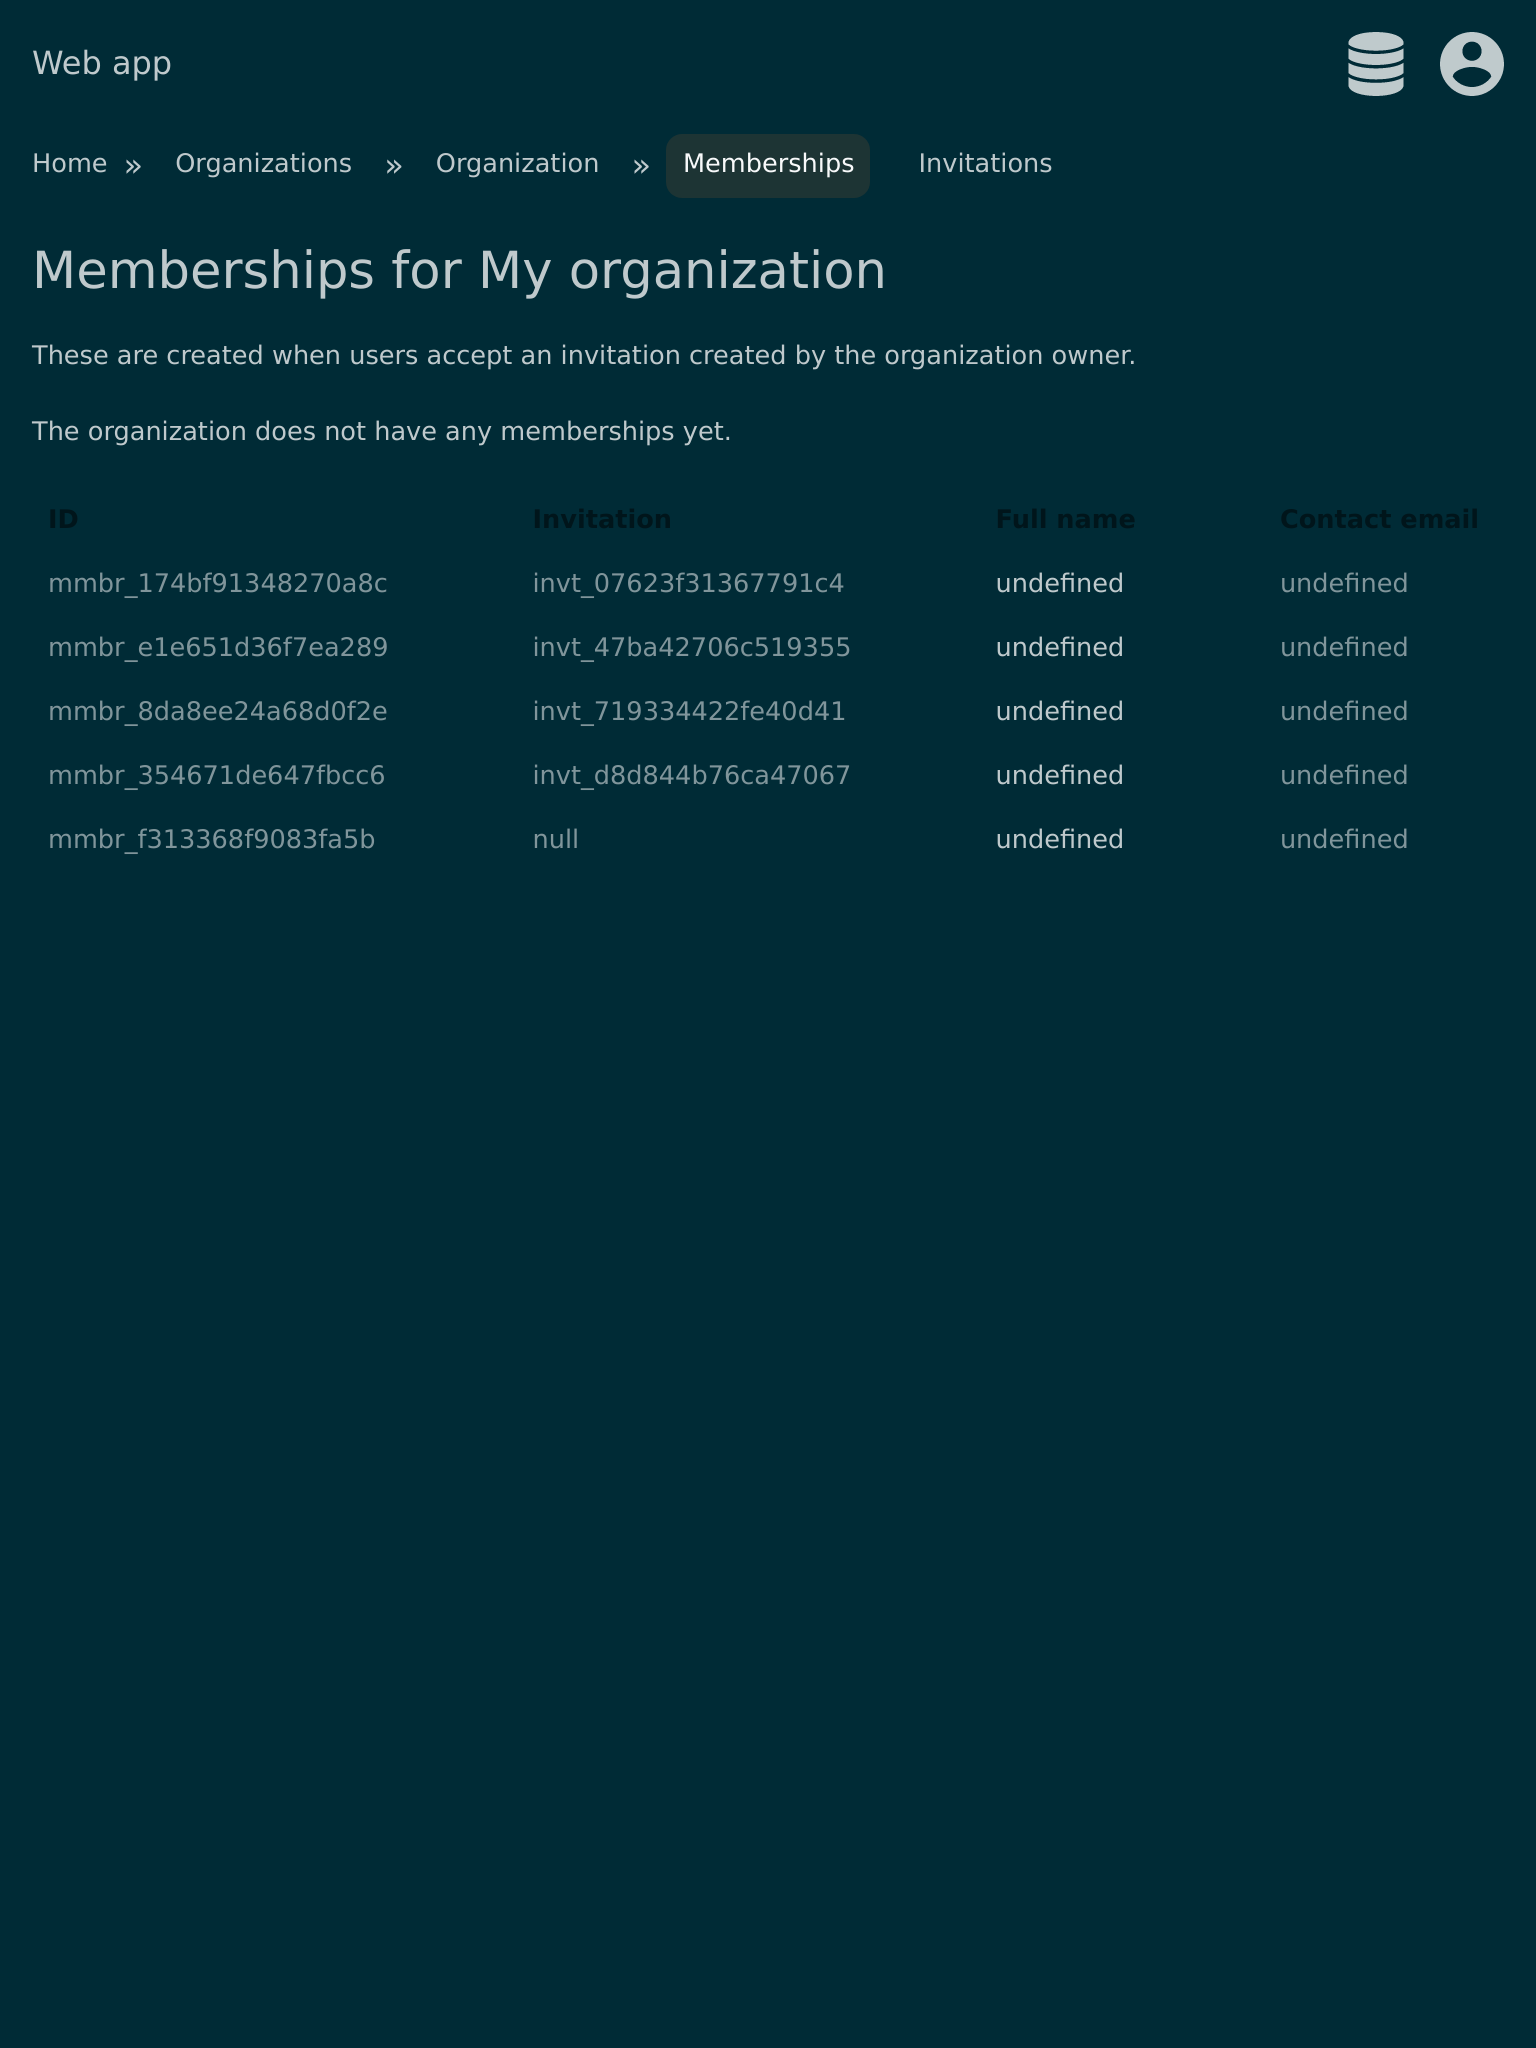 Web app
Home » Organizations » Organization » Memberships Invitations
Memberships for My organization
These are created when users accept an invitation created by the organization owner.
The organization does not have any memberships yet.
ID Invitation Full name Contact email
mmbr_174bf91348270a8c invt_07623f31367791c4 undefined undefined
mmbr_e1e651d36f7ea289 invt_47ba42706c519355 undefined undefined
mmbr_8da8ee24a68d0f2e invt_719334422fe40d41 undefined undefined
mmbr_354671de647fbcc6 invt_d8d844b76ca47067 undefined undefined
mmbr_f313368f9083fa5b null undefined undefined